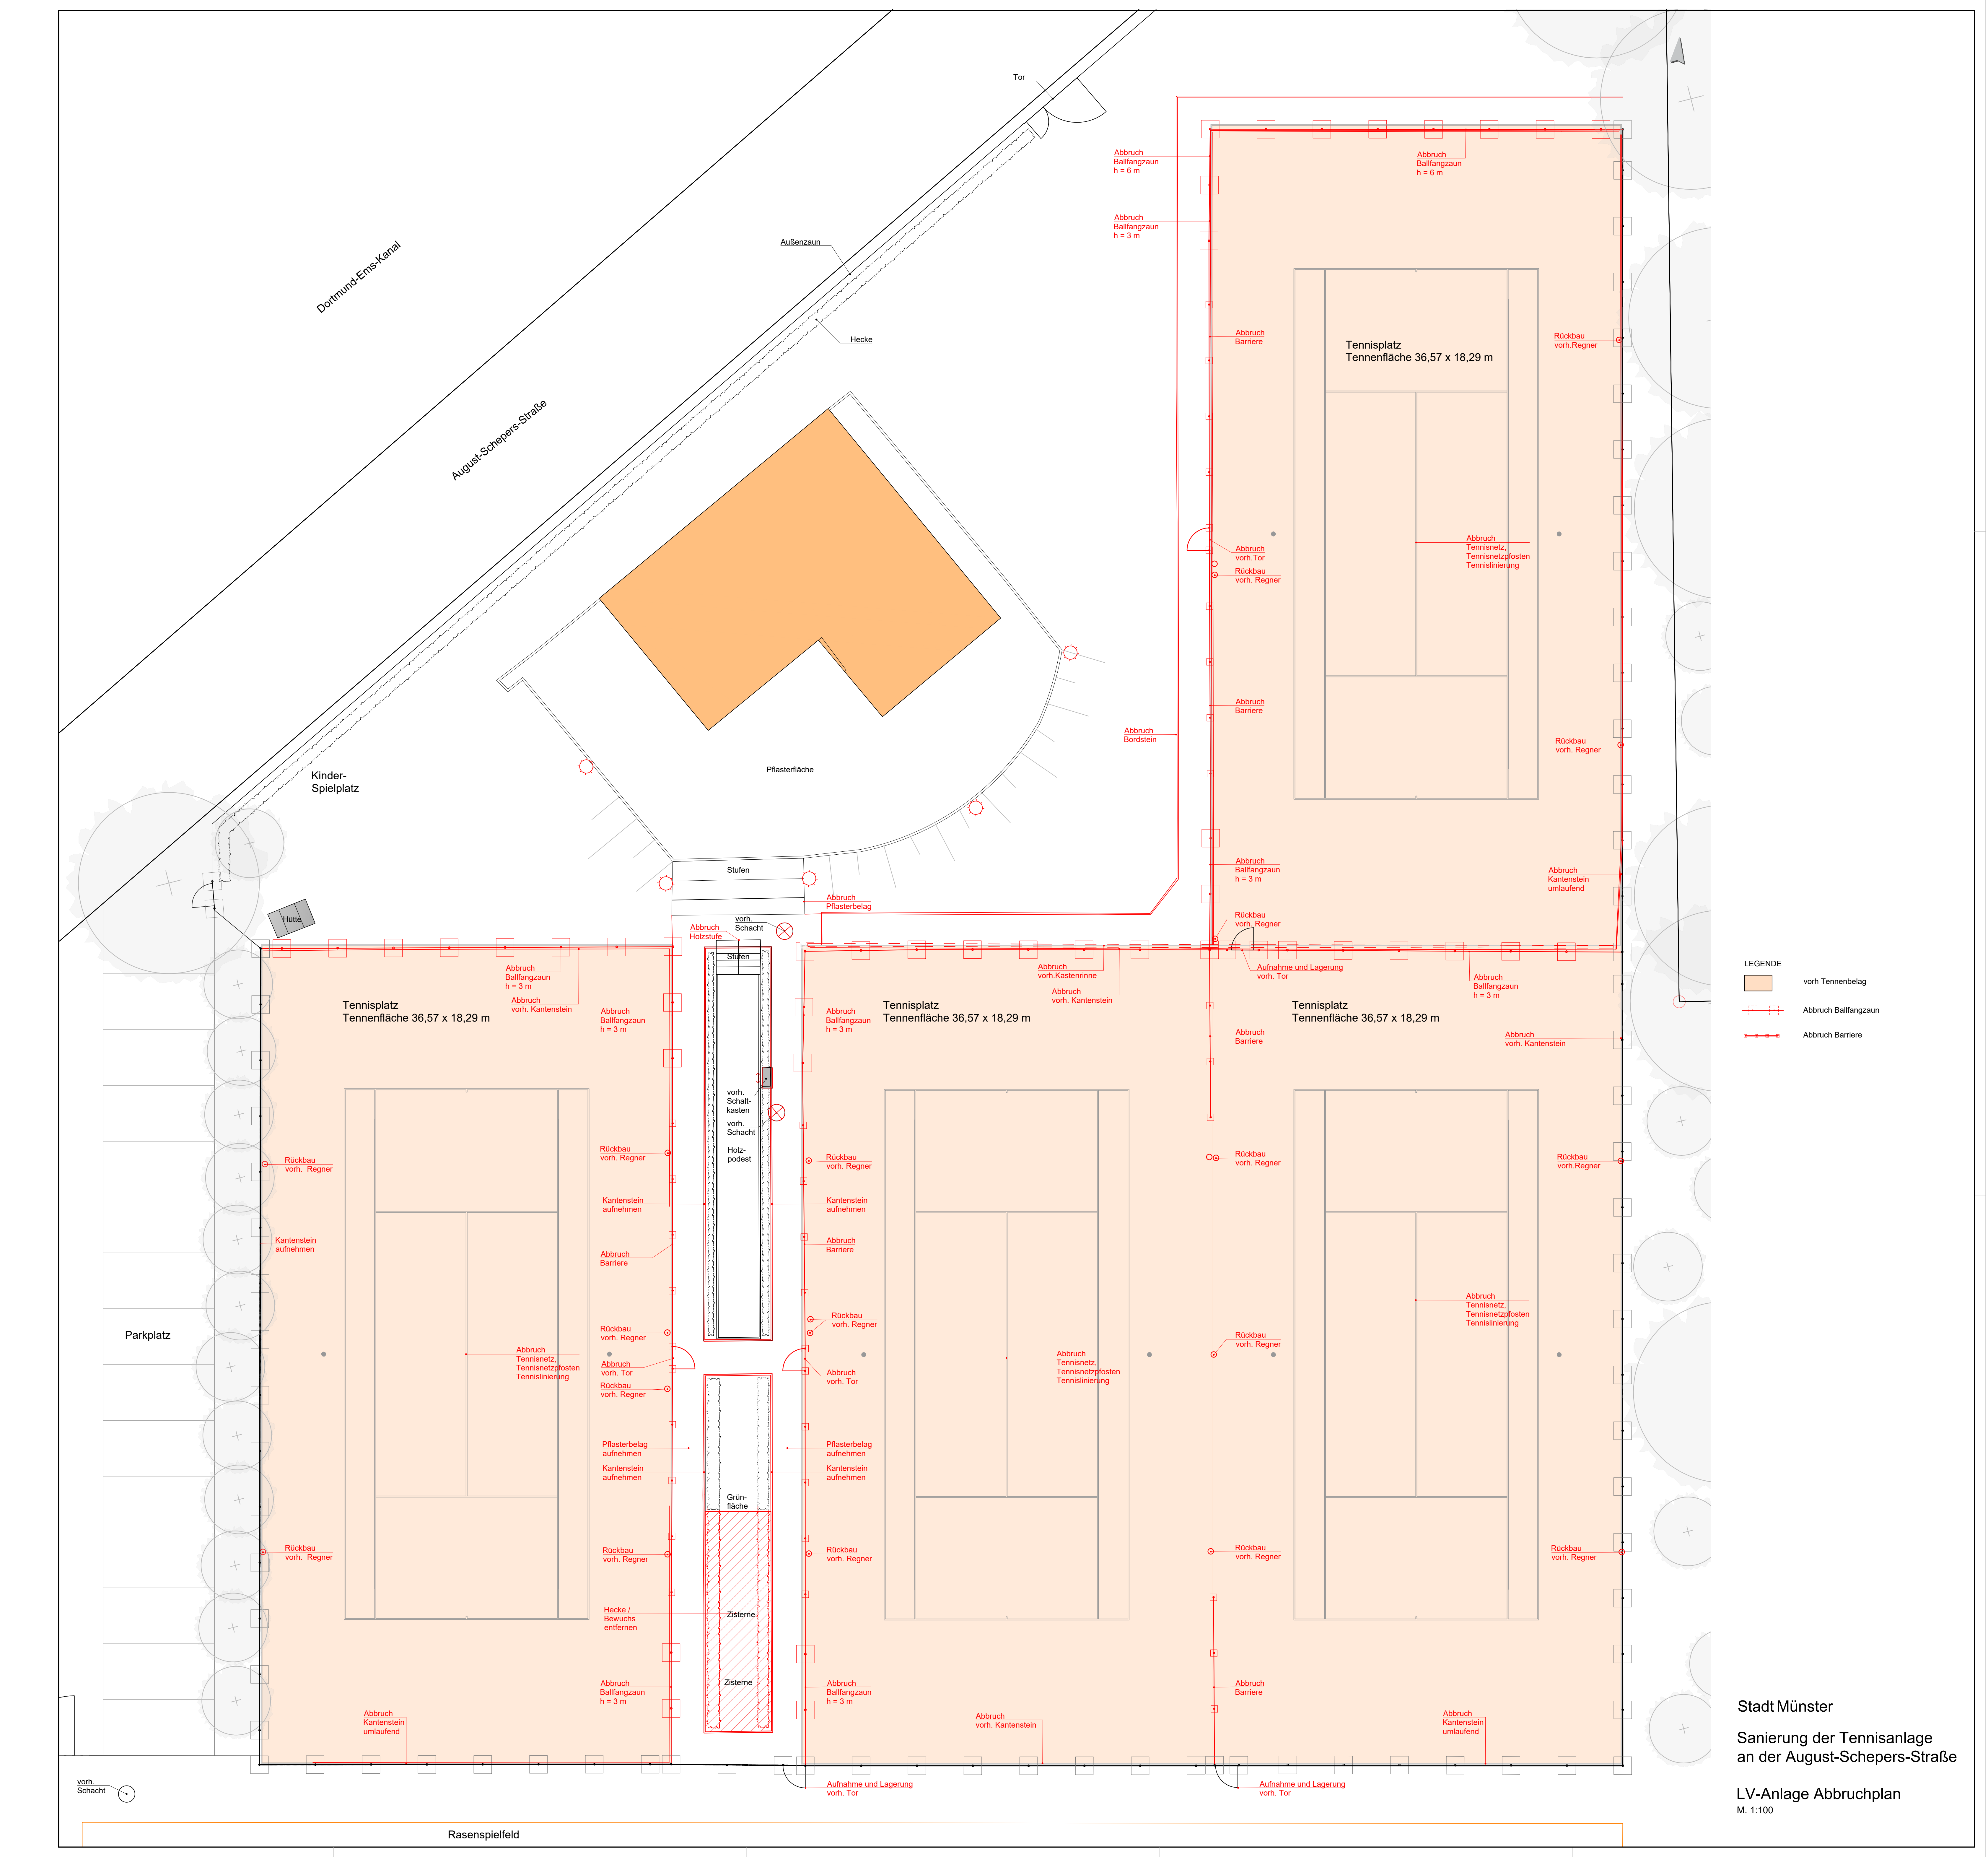 Tor
Abbruch
Ballfangzaun
h = 6 m
Abbruch
Ballfangzaun
h = 6 m
Abbruch
Ballfangzaun
h = 3 m
Außenzaun
Dortmund-Ems-Kanal
Hecke
Abbruch
Barriere
Tennisplatz
Tennenfläche 36,57 x 18,29 m
Rückbau
vorh.Regner
August-Schepers-Straße
Abbruch
vorh.Tor
Rückbau
vorh. Regner
Abbruch
Tennisnetz,
Tennisnetzpfosten
Tennislinierung
Abbruch
Barriere
Abbruch
Bordstein
Rückbau
vorh. Regner
Pflasterfläche
Kinder-
Spielplatz
Stufen
Abbruch
Ballfangzaun
h = 3 m
Abbruch
Kantenstein
umlaufend
Abbruch
Pflasterbelag
Rückbau
vorh. Regner
Hütte
vorh.
Schacht
Abbruch
Holzstufe
Stufen
Abbruch
Ballfangzaun
h = 3 m
Abbruch
vorh. Kantenstein
Abbruch
vorh.Kastenrinne
Abbruch
vorh. Kantenstein
Aufnahme und Lagerung
vorh. Tor
Abbruch
Ballfangzaun
h = 3 m
LEGENDE
vorh Tennenbelag
Abbruch Ballfangzaun
Abbruch Barriere
Tennisplatz
Tennenfläche 36,57 x 18,29 m
Abbruch
Ballfangzaun
h = 3 m
Abbruch
Ballfangzaun
h = 3 m
Tennisplatz
Tennenfläche 36,57 x 18,29 m
Tennisplatz
Tennenfläche 36,57 x 18,29 m
Abbruch
Barriere
Abbruch
vorh. Kantenstein
vorh.
Schalt-
kasten
vorh.
Schacht
Holz-
podest
Rückbau
vorh. Regner
Rückbau
vorh. Regner
Rückbau
vorh. Regner
Rückbau
vorh. Regner
Rückbau
vorh.Regner
Kantenstein
aufnehmen
Kantenstein
aufnehmen
Kantenstein
aufnehmen
Abbruch
Barriere
Abbruch
Barriere
Parkplatz
Rückbau
vorh. Regner
Rückbau
vorh. Regner
Rückbau
vorh. Regner
Abbruch
Tennisnetz,
Tennisnetzpfosten
Tennislinierung
Abbruch
Tennisnetz,
Tennisnetzpfosten
Tennislinierung
Abbruch
Tennisnetz,
Tennisnetzpfosten
Tennislinierung
Abbruch
vorh. Tor
Abbruch
vorh. Tor
Rückbau
vorh. Regner
Pflasterbelag
aufnehmen
Pflasterbelag
aufnehmen
Kantenstein
aufnehmen
Kantenstein
aufnehmen
Grün-
fläche
Rückbau
vorh. Regner
Rückbau
vorh. Regner
Rückbau
vorh. Regner
Rückbau
vorh. Regner
Rückbau
vorh. Regner
Hecke /
Bewuchs
entfernen
Zisterne
Zisterne
Abbruch
Ballfangzaun
h = 3 m
Abbruch
Ballfangzaun
h = 3 m
Abbruch
Barriere
Abbruch
Kantenstein
umlaufend
Abbruch
vorh. Kantenstein
Abbruch
Kantenstein
umlaufend
vorh.
Schacht
Aufnahme und Lagerung
vorh. Tor
Aufnahme und Lagerung
vorh. Tor
Rasenspielfeld
Stadt Münster
Sanierung der Tennisanlage
an der August-Schepers-Straße
LV-Anlage Abbruchplan
M. 1:100